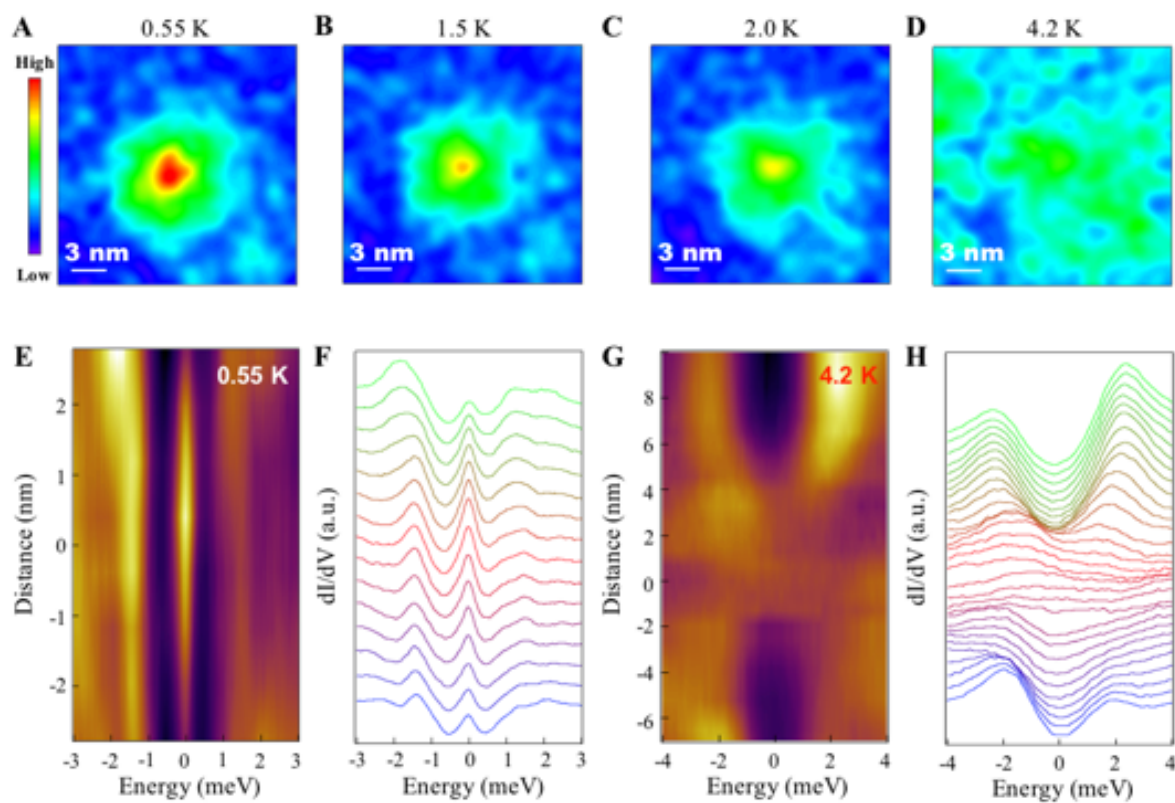 A
0.55 K
B
1.5 K
C
2.0 K
D
4.2 K
High
Low
3 nm
3 nm
3 nm
3 nm
E
0.55 K
Distance (nm)
2
1
0
-1
-2
-3
-2
-1
0
1
2
3
Energy (meV)
F
dI/dV (a.u.)
-3
-2
-1
0
1
2
3
Energy (meV)
G
4.2 K
Distance (nm)
8
6
4
2
0
-2
-4
-6
-4
-2
0
2
4
Energy (meV)
H
dI/dV (a.u.)
-4
-2
0
2
4
Energy (meV)